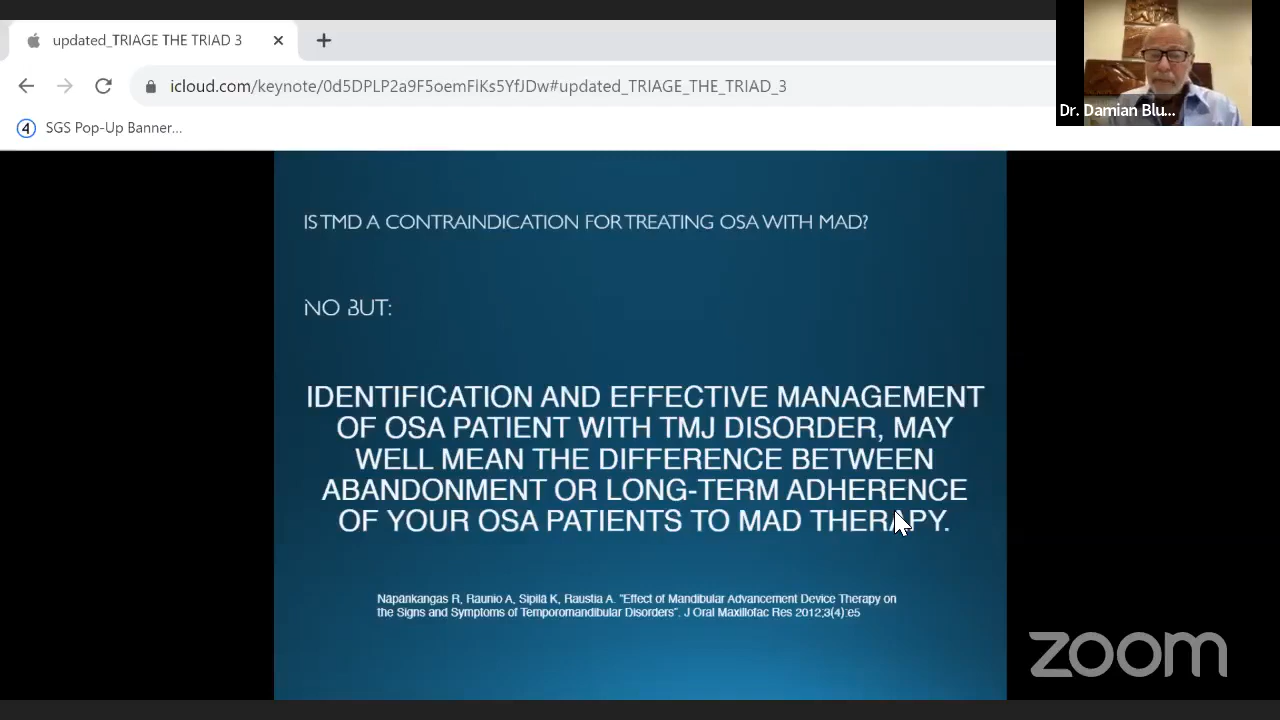 updated_TRIAGE THE TRIAD 3
icloud.com/keynote/0d5DPLP2a9F5oemFlKs5YfJDw#updated_TRIAGE_THE_TRIAD_3
Dr. Damian Blu...
4 SGS Pop-Up Banner...
IS TMD A CONTRAINDICATION FOR TREATING OSA WITH MAD?
NO BUT:
IDENTIFICATION AND EFFECTIVE MANAGEMENT
OF OSA PATIENT WITH TMJ DISORDER, MAY
WELL MEAN THE DIFFERENCE BETWEEN
ABANDONMENT OR LONG-TERM ADHERENCE
OF YOUR OSA PATIENTS TO MAD THERAPY.
Näpänkangas R, Raunio A, Sipilä K, Raustia A. "Effect of Mandibular Advancement Device Therapy on
the Signs and Symptoms of Temporomandibular Disorders". J Oral Maxillofac Res 2012;3(4):e5
zoom